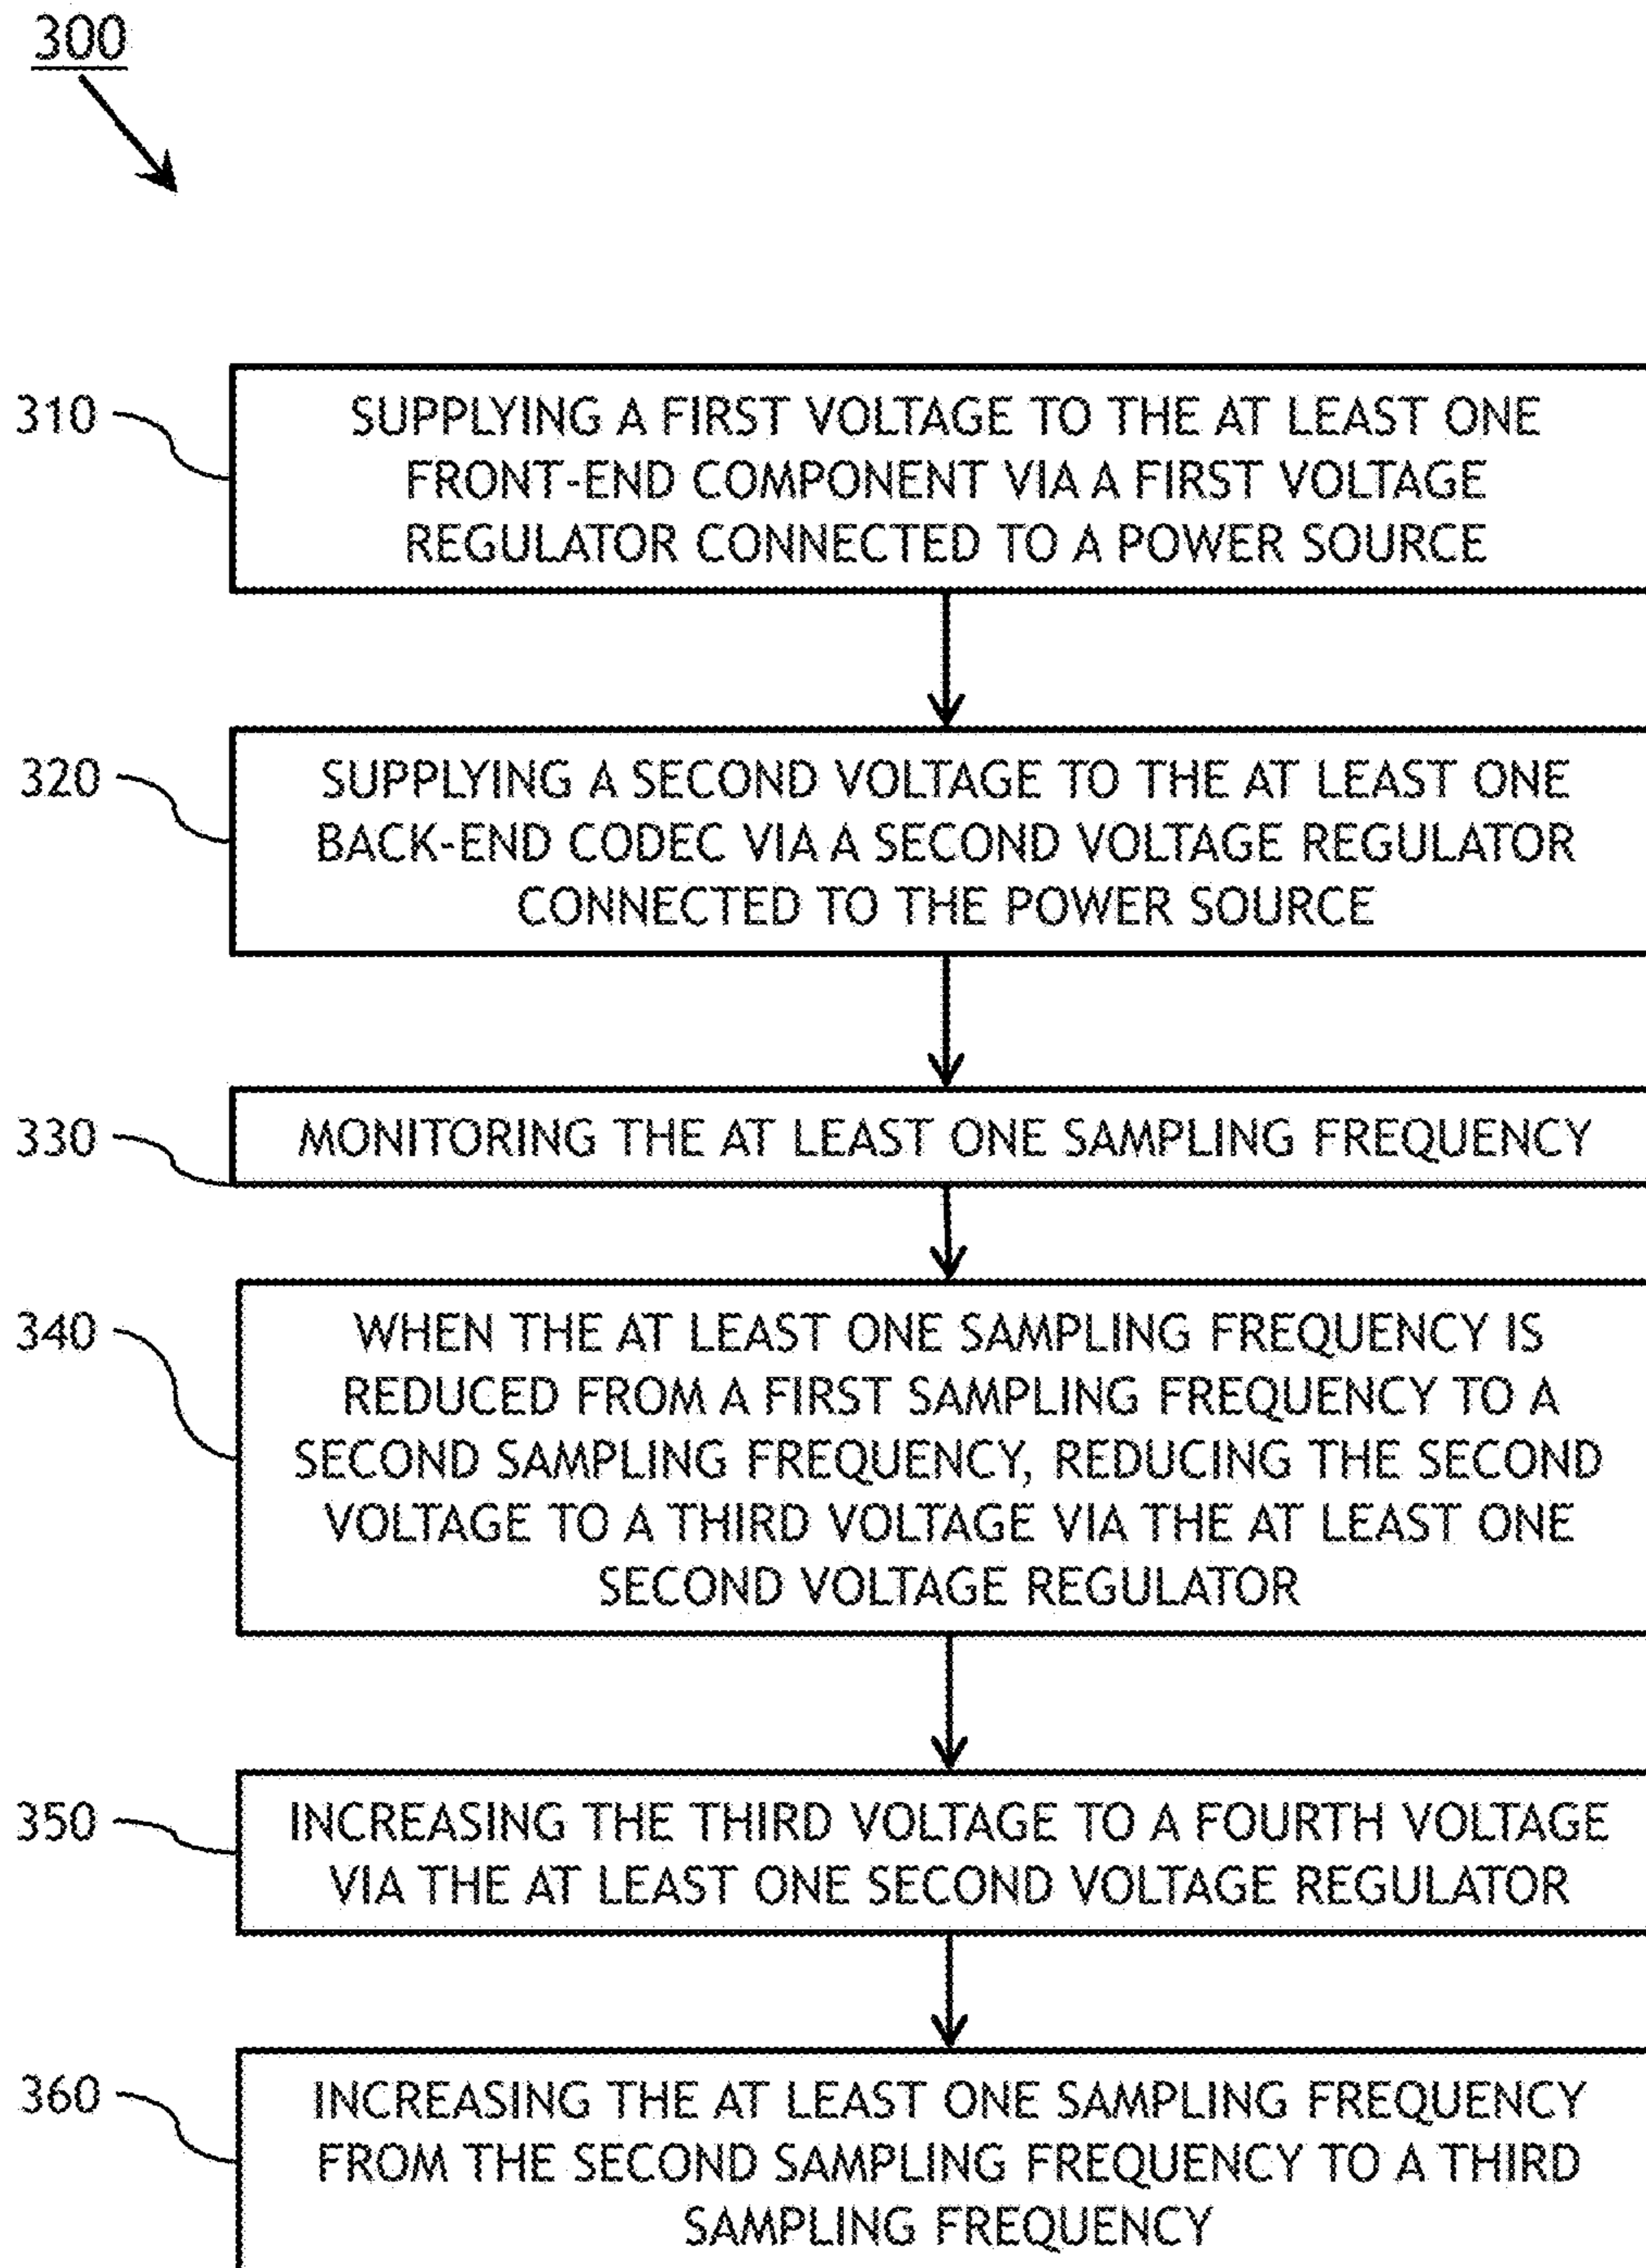 300
310
SUPPLYING A FIRST VOLTAGE TO THE AT LEAST ONE
FRONT-END COMPONENT VIA A FIRST VOLTAGE
REGULATOR CONNECTED TO A POWER SOURCE
320
SUPPLYING A SECOND VOLTAGE TO THE AT LEAST ONE
BACK-END CODEC VIA A SECOND VOLTAGE REGULATOR
CONNECTED TO THE POWER SOURCE
330
MONITORING THE AT LEAST ONE SAMPLING FREQUENCY
340
WHEN THE AT LEAST ONE SAMPLING FREQUENCY IS
REDUCED FROM A FIRST SAMPLING FREQUENCY TO A
SECOND SAMPLING FREQUENCY, REDUCING THE SECOND
VOLTAGE TO A THIRD VOLTAGE VIA THE AT LEAST ONE
SECOND VOLTAGE REGULATOR
350
INCREASING THE THIRD VOLTAGE TO A FOURTH VOLTAGE
VIA THE AT LEAST ONE SECOND VOLTAGE REGULATOR
360
INCREASING THE AT LEAST ONE SAMPLING FREQUENCY
FROM THE SECOND SAMPLING FREQUENCY TO A THIRD
SAMPLING FREQUENCY